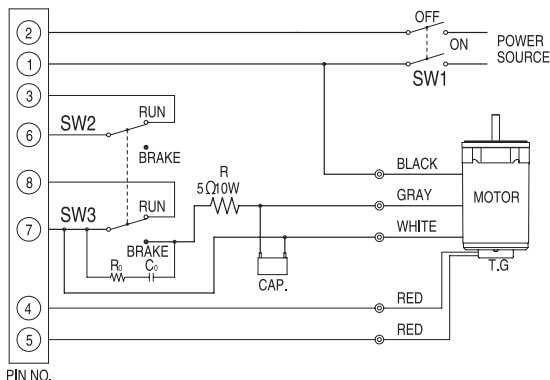 2
OFF
ON
POWER
SOURCE
1
SW1
3
RUN
6
SW2
BRAKE
BLACK
8
R
5Ω10W
GRAY
MOTOR
RUN
7
SW3
WHITE
BRAKE
R₀
C₀
CAP.
T.G
4
RED
5
RED
PIN NO.